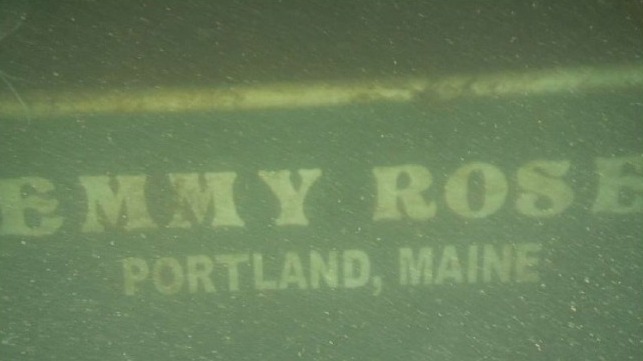 EMMY ROSE
PORTLAND, MAINE